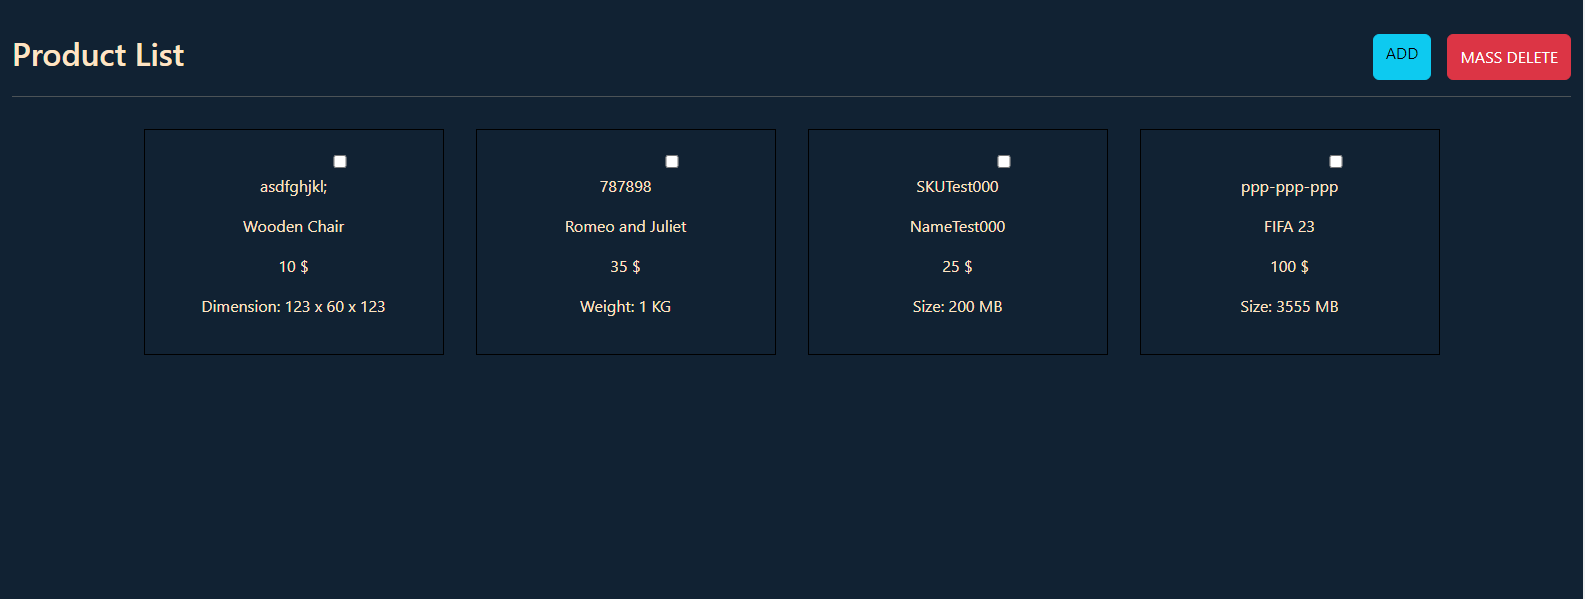 Product List
ADD
MASS DELETE
asdfghjkl;
Wooden Chair
10 $
Dimension: 123 x 60 x 123
787898
Romeo and Juliet
35 $
Weight: 1 KG
SKUTest000
NameTest000
25 $
Size: 200 MB
ppp-ppp-ppp
FIFA 23
100 $
Size: 3555 MB